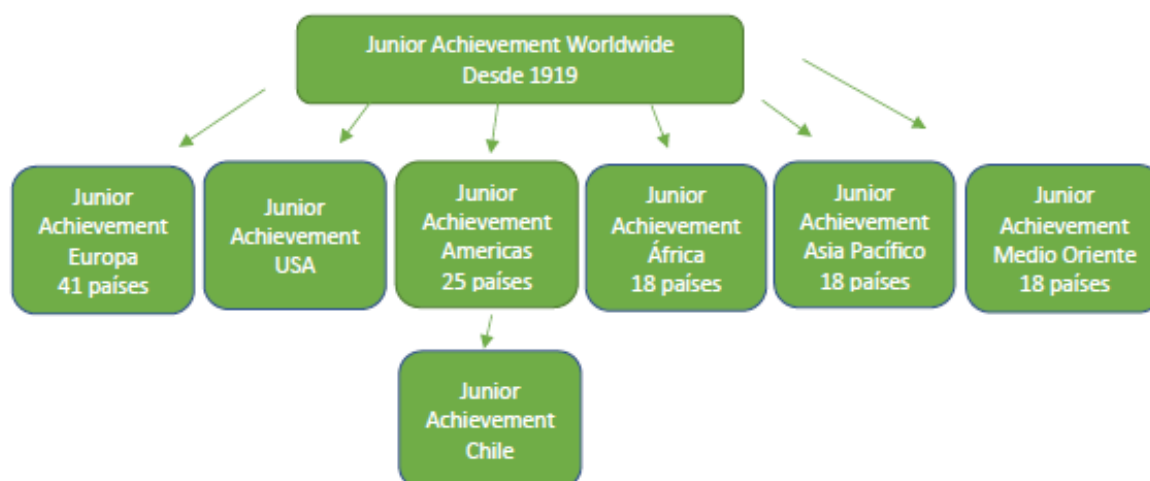 Junior Achievement Worldwide
Desde 1919
Junior
Achievement
Europa
41 países
Junior
Achievement
USA
Junior
Achievement
Americas
25 países
Junior
Achievement
África
18 países
Junior
Achievement
Asia Pacífico
18 países
Junior
Achievement
Medio Oriente
18 países
Junior
Achievement
Chile